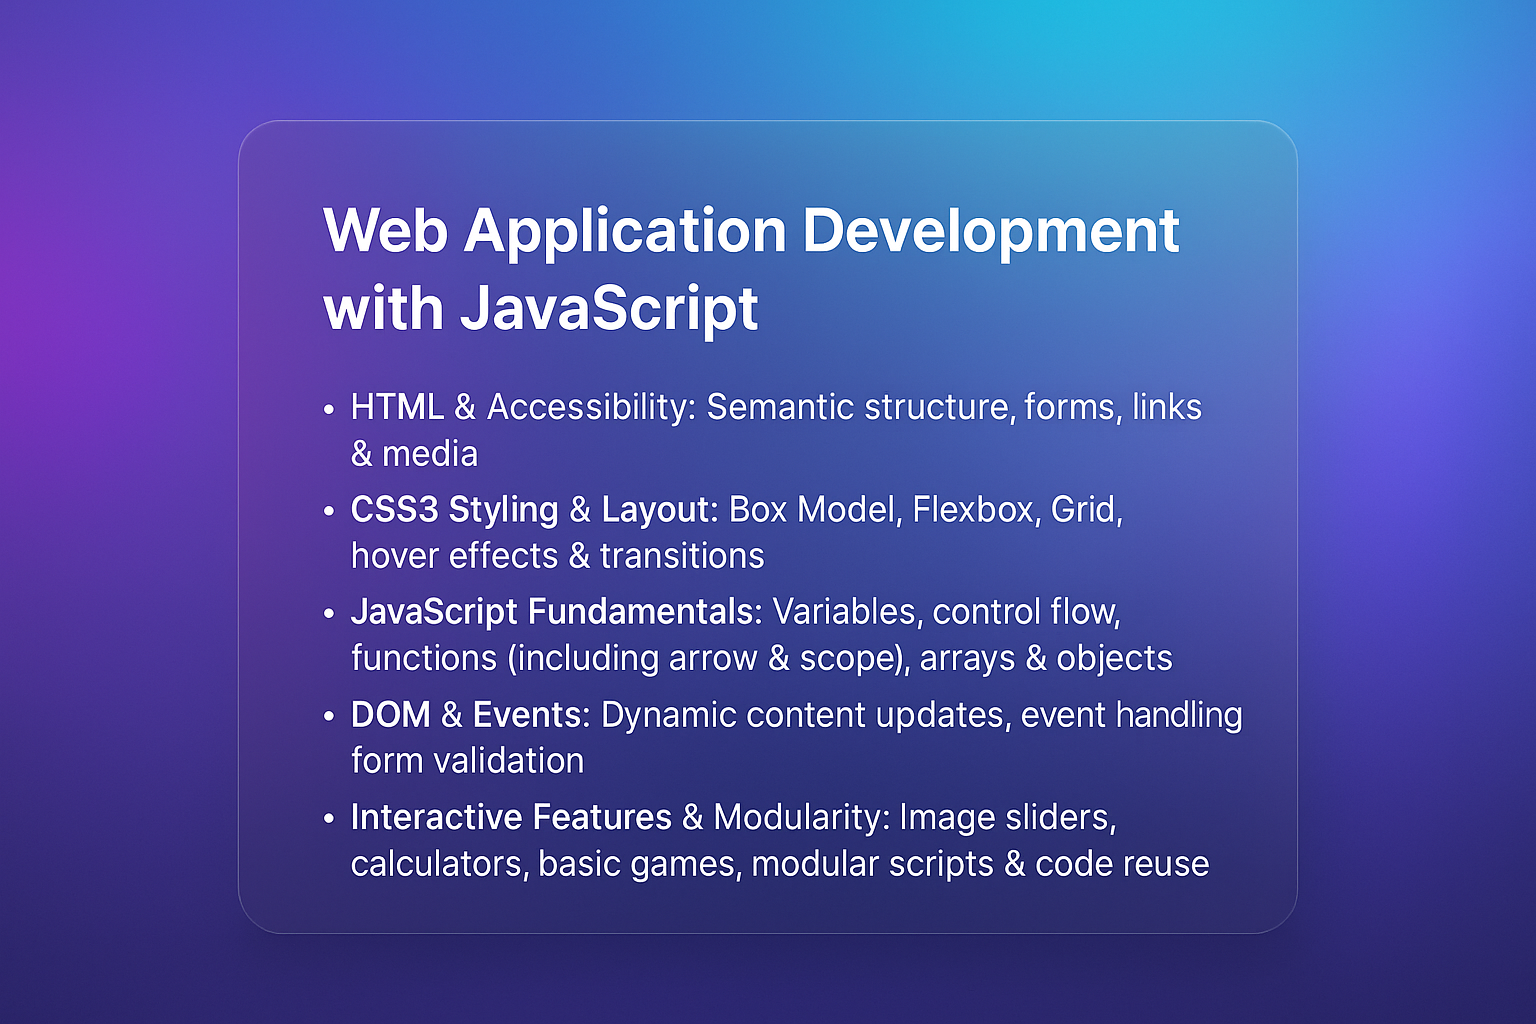 Web Application Development
with JavaScript
• HTML & Accessibility: Semantic structure, forms, links
& media
• CSS3 Styling & Layout: Box Model, Flexbox, Grid,
hover effects & transitions
• JavaScript Fundamentals: Variables, control flow,
functions (including arrow & scope), arrays & objects
• DOM & Events: Dynamic content updates, event handling
form validation
• Interactive Features & Modularity: Image sliders,
calculators, basic games, modular scripts & code reuse